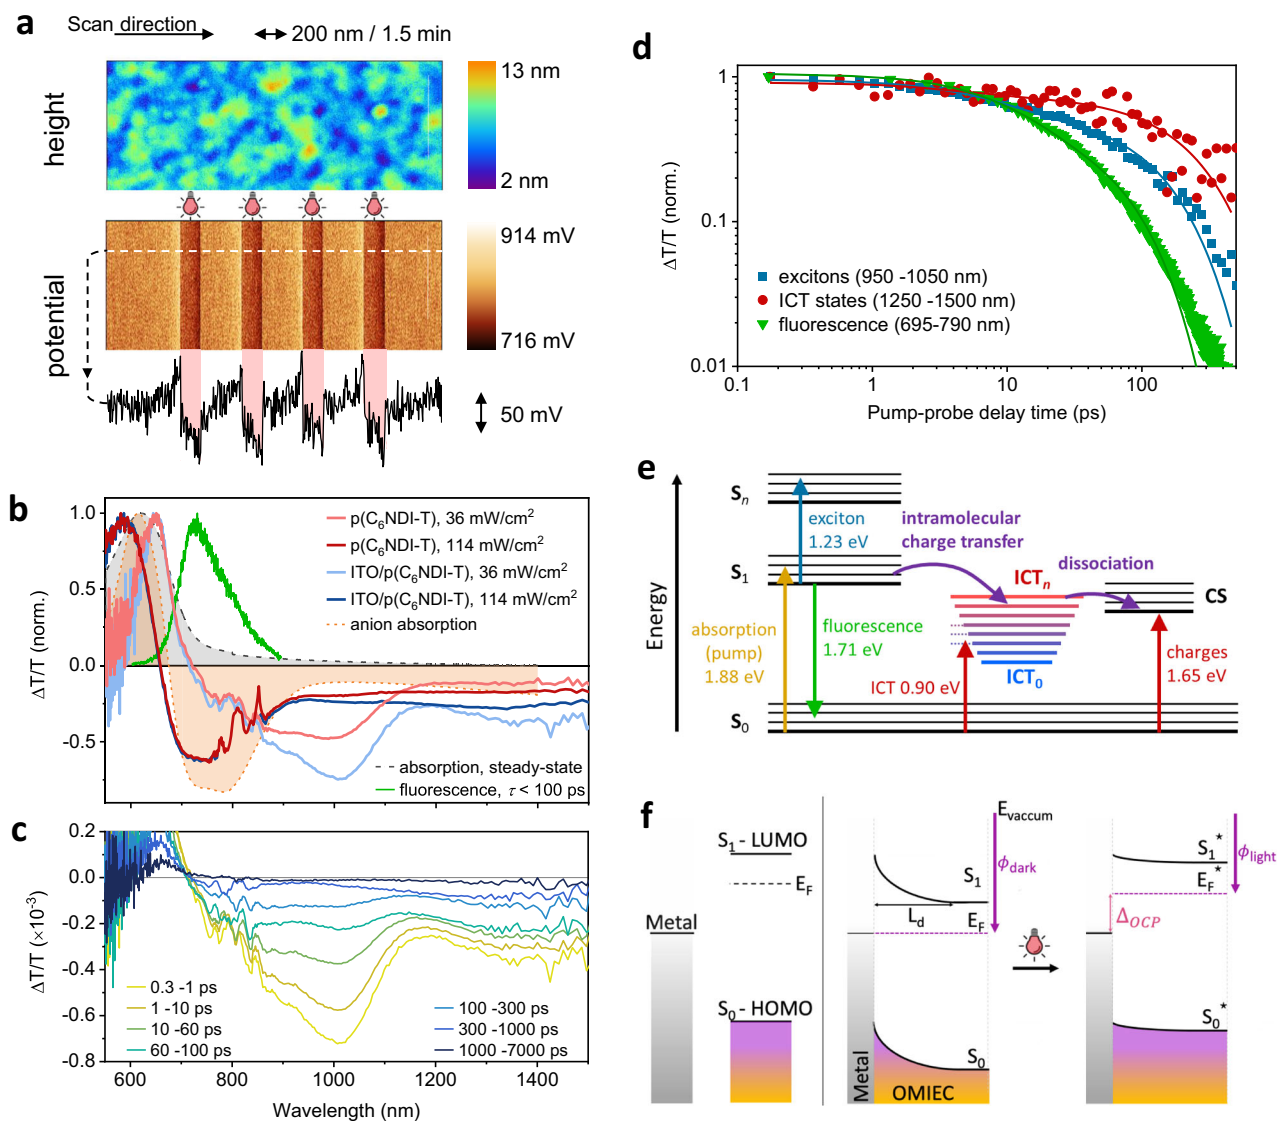 a
Scan direction
200 nm / 1.5 min
height
13 nm
2 nm
potential
914 mV
716 mV
50 mV
b
ΔT/T (norm.)
1.0
0.5
0.0
-0.5
p(C₆NDI-T), 36 mW/cm²
p(C₆NDI-T), 114 mW/cm²
ITO/p(C₆NDI-T), 36 mW/cm²
ITO/p(C₆NDI-T), 114 mW/cm²
anion absorption
absorption, steady-state
fluorescence, τ < 100 ps
c
ΔT/T (×10⁻³)
0.2
0.0
-0.2
-0.4
-0.6
-0.8
0.3 -1 ps
1 -10 ps
10 -60 ps
60 -100 ps
100 -300 ps
300 -1000 ps
1000 -7000 ps
600 800 1000 1200 1400
Wavelength (nm)
d
ΔT/T (norm.)
1
0.1
0.01
excitons (950 -1050 nm)
ICT states (1250 -1500 nm)
fluorescence (695-790 nm)
0.1 1 10 100
Pump-probe delay time (ps)
e
Energy
Sₙ
exciton
1.23 eV
intramolecular
charge transfer
S₁
ICTₙ
dissociation
CS
absorption
(pump)
1.88 eV
fluorescence
1.71 eV
ICT 0.90 eV
ICT₀
charges
1.65 eV
S₀
f
Metal
S₁ - LUMO
E_F
S₀ - HOMO
E_vaccum
ϕ_dark
S₁
L_d
E_F
S₀
Metal
OMIEC
S₁*
E_F*
ϕ_light
Δ_OCP
S₀*